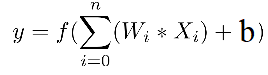 y = f(∑_{i=0}^{n}(W_i * X_i) + b)